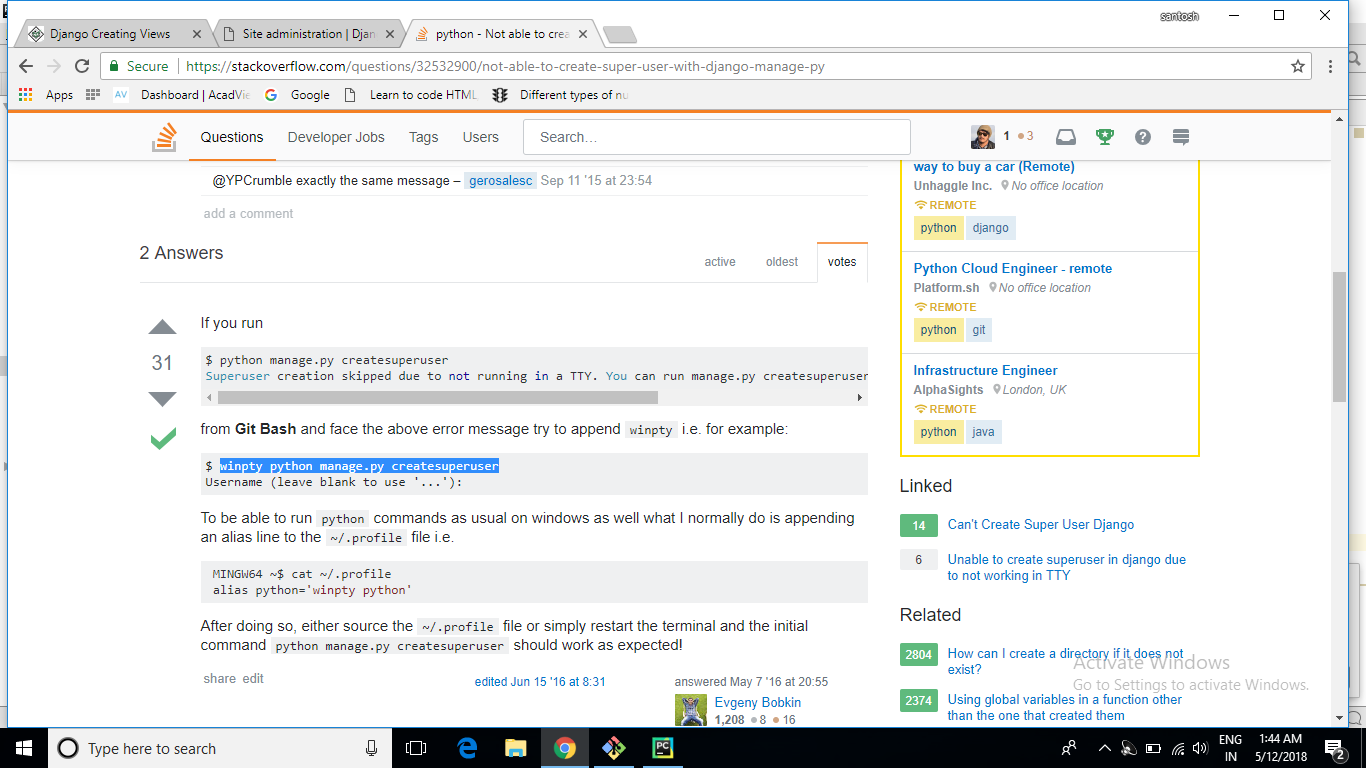 santosh
Django Creating Views
Site administration | Djan
python - Not able to crea
Secure
https://stackoverflow.com/questions/32532900/not-able-to-create-super-user-with-django-manage-py
Apps
AV
Dashboard | AcadVie
Google
Learn to code HTML
Different types of nu
Questions
Developer Jobs
Tags
Users
Search...
1
3
@YPCrumble exactly the same message – gerosalesc Sep 11 '15 at 23:54
add a comment
2 Answers
active
oldest
votes
31
If you run
$ python manage.py createsuperuser
Superuser creation skipped due to not running in a TTY. You can run manage.py createsuperuser
from Git Bash and face the above error message try to append winpty i.e. for example:
$ winpty python manage.py createsuperuser
Username (leave blank to use '...'):
To be able to run python commands as usual on windows as well what I normally do is appending
an alias line to the ~/.profile file i.e.
MINGW64 ~$ cat ~/.profile
alias python='winpty python'
After doing so, either source the ~/.profile file or simply restart the terminal and the initial
command python manage.py createsuperuser should work as expected!
share edit
edited Jun 15 '16 at 8:31
answered May 7 '16 at 20:55
Evgeny Bobkin
1,208 8 16
way to buy a car (Remote)
Unhaggle Inc. No office location
REMOTE
python django
Python Cloud Engineer - remote
Platform.sh No office location
REMOTE
python git
Infrastructure Engineer
AlphaSights London, UK
REMOTE
python java
Linked
14
Can't Create Super User Django
6
Unable to create superuser in django due
to not working in TTY
Related
2804
How can I create a directory if it does not
exist?
2374
Using global variables in a function other
than the one that created them
Activate Windows
Go to Settings to activate Windows.
Type here to search
PC
ENG
IN
1:44 AM
5/12/2018
2